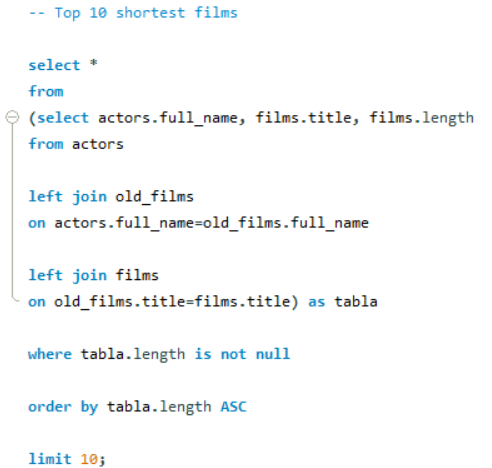 -- Top 10 shortest films
select *
from
(select actors.full_name, films.title, films.length
from actors
left join old_films
on actors.full_name=old_films.full_name
left join films
on old_films.title=films.title) as tabla
where tabla.length is not null
order by tabla.length ASC
limit 10;